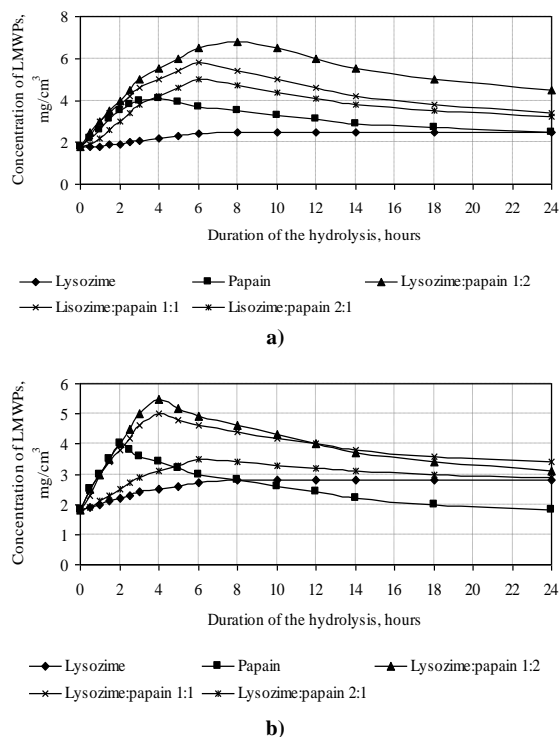 Concentration of LMWPs,
mg/cm³
8
6
4
2
0
0 2 4 6 8 10 12 14 16 18 20 22 24
Duration of the hydrolysis, hours
Lysozime Papain Lysozime:papain 1:2
Lisozime:papain 1:1 Lisozime:papain 2:1
a)
Concentration of LMWPs,
mg/cm³
6
5
4
3
2
1
0
0 2 4 6 8 10 12 14 16 18 20 22 24
Duration of the hydrolysis, hours
Lysozime Papain Lysozime:papain 1:2
Lysozime:papain 1:1 Lysozime:papain 2:1
b)